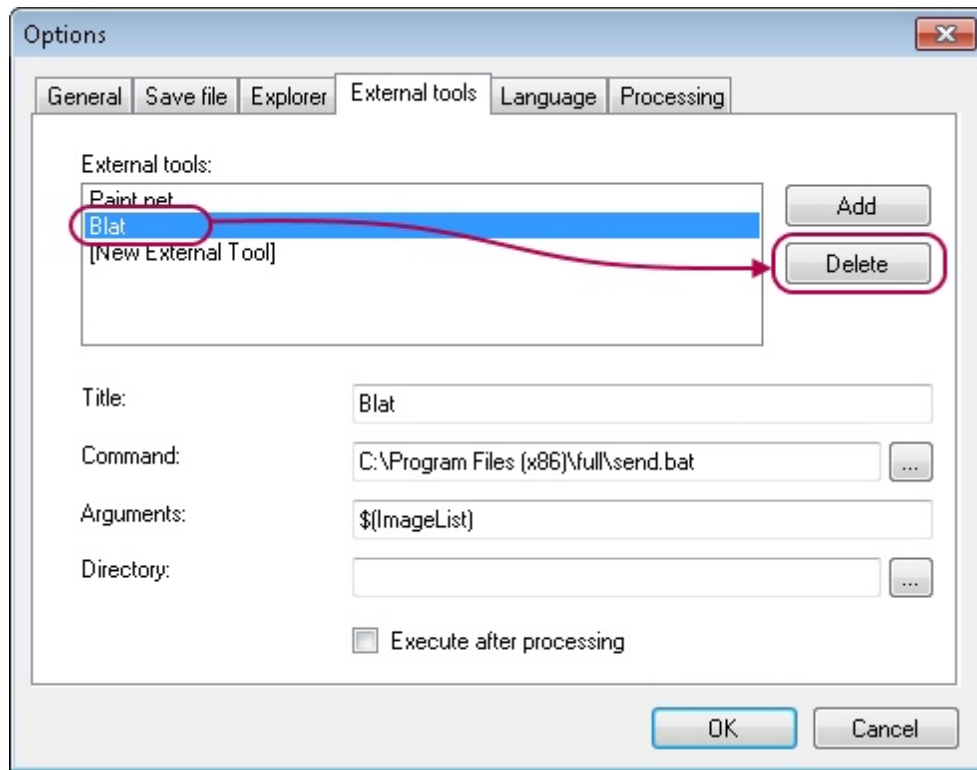 Options
General Save file Explorer External tools Language Processing
External tools:
Paint.net
Blat
[New External Tool]
Add
Delete
Title:
Blat
Command:
C:\Program Files (x86)\full\send.bat
...
Arguments:
$(ImageList)
Directory:
...
Execute after processing
OK
Cancel